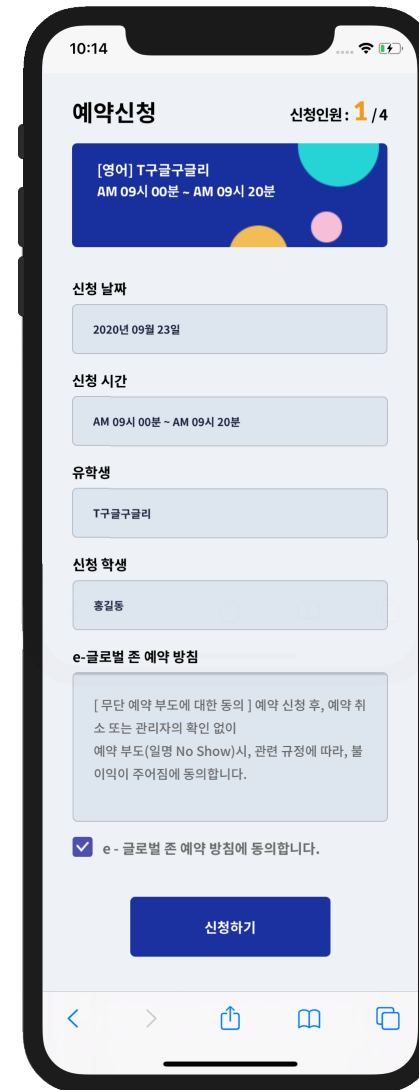 10:14
예약신청
신청인원 : 1 / 4
[영어] T구글구글리
AM 09시 00분 ~ AM 09시 20분
신청 날짜
2020년 09월 23일
신청 시간
AM 09시 00분 ~ AM 09시 20분
유학생
T구글구글리
신청 학생
홍길동
e-글로벌 존 예약 방침
[ 무단 예약 부도에 대한 동의 ] 예약 신청 후, 예약 취
소 또는 관리자의 확인 없이
예약 부도(일명 No Show)시, 관련 규정에 따라, 불
이익이 주어짐에 동의합니다.
e - 글로벌 존 예약 방침에 동의합니다.
신청하기